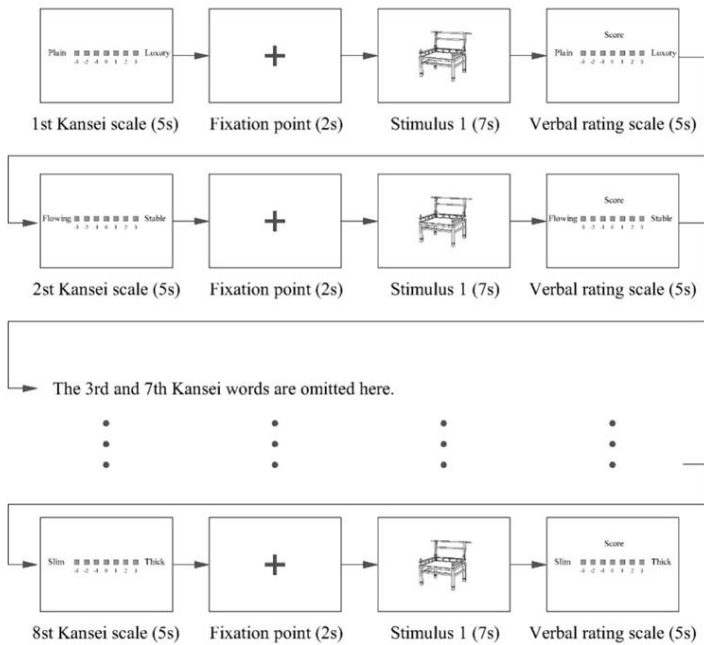 Plain Luxury
-3 -2 -1 0 1 2 3
+
Score
Plain Luxury
-3 -2 -1 0 1 2 3
1st Kansei scale (5s) Fixation point (2s) Stimulus 1 (7s) Verbal rating scale (5s)
Flowing Stable
-3 -2 -1 0 1 2 3
+
Score
Flowing Stable
-3 -2 -1 0 1 2 3
2st Kansei scale (5s) Fixation point (2s) Stimulus 1 (7s) Verbal rating scale (5s)
The 3rd and 7th Kansei words are omitted here.
Slim Thick
-3 -2 -1 0 1 2 3
+
Score
Slim Thick
-3 -2 -1 0 1 2 3
8st Kansei scale (5s) Fixation point (2s) Stimulus 1 (7s) Verbal rating scale (5s)